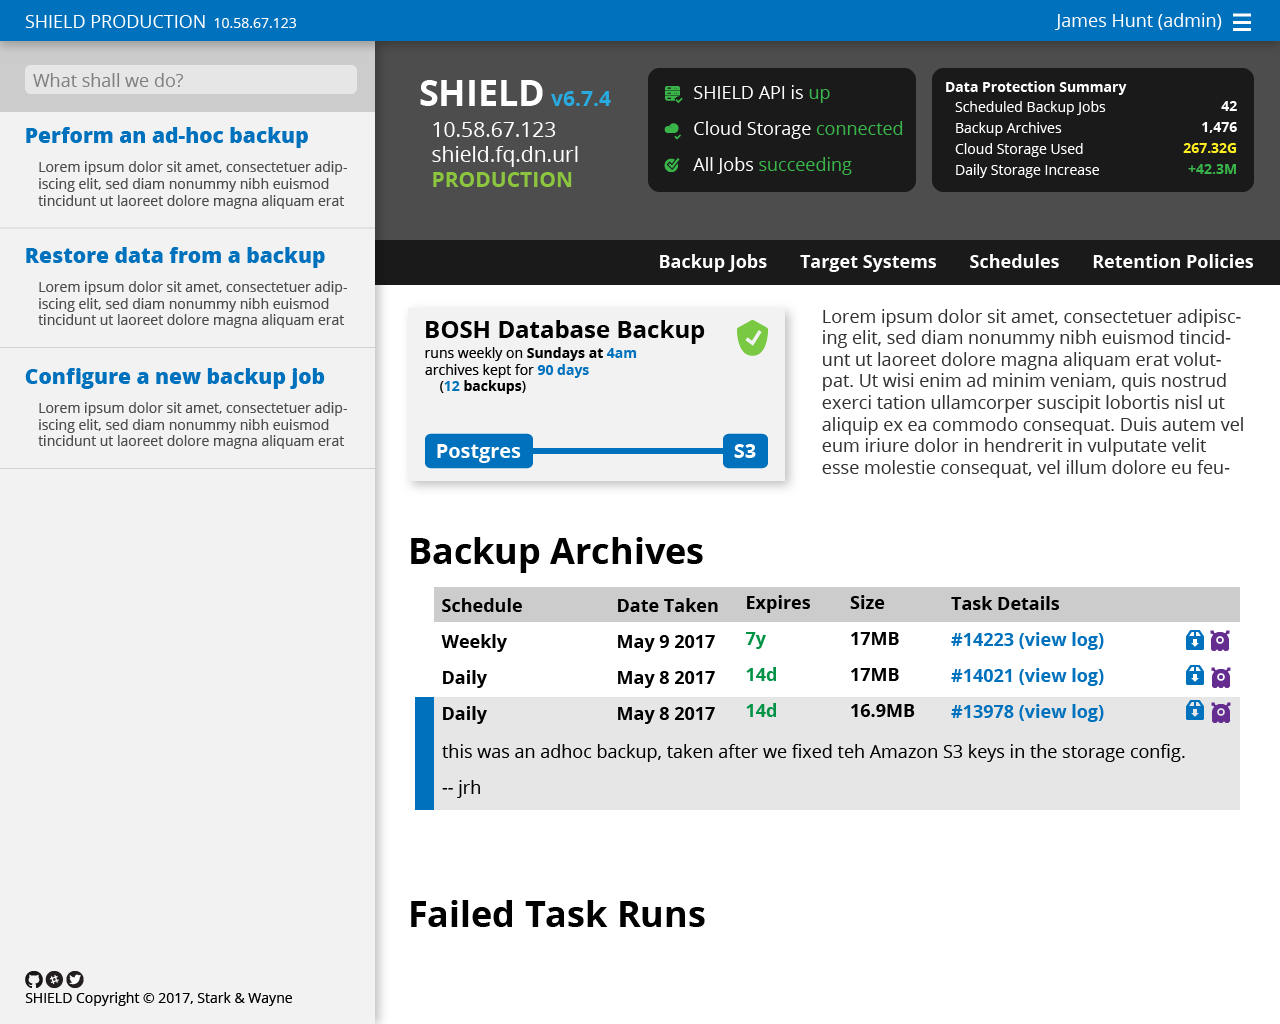 SHIELD PRODUCTION 10.58.67.123
James Hunt (admin)
What shall we do?
Perform an ad-hoc backup
Lorem ipsum dolor sit amet, consectetuer adip-
iscing elit, sed diam nonummy nibh euismod
tincidunt ut laoreet dolore magna aliquam erat
Restore data from a backup
Lorem ipsum dolor sit amet, consectetuer adip-
iscing elit, sed diam nonummy nibh euismod
tincidunt ut laoreet dolore magna aliquam erat
Configure a new backup job
Lorem ipsum dolor sit amet, consectetuer adip-
iscing elit, sed diam nonummy nibh euismod
tincidunt ut laoreet dolore magna aliquam erat
SHIELD Copyright © 2017, Stark & Wayne
SHIELD v6.7.4
10.58.67.123
shield.fq.dn.url
PRODUCTION
SHIELD API is up
Cloud Storage connected
All Jobs succeeding
Data Protection Summary
Scheduled Backup Jobs 42
Backup Archives 1,476
Cloud Storage Used 267.32G
Daily Storage Increase +42.3M
Backup Jobs Target Systems Schedules Retention Policies
BOSH Database Backup
runs weekly on Sundays at 4am
archives kept for 90 days
(12 backups)
Postgres S3
Lorem ipsum dolor sit amet, consectetuer adipisc-
ing elit, sed diam nonummy nibh euismod tincid-
unt ut laoreet dolore magna aliquam erat volut-
pat. Ut wisi enim ad minim veniam, quis nostrud
exerci tation ullamcorper suscipit lobortis nisl ut
aliquip ex ea commodo consequat. Duis autem vel
eum iriure dolor in hendrerit in vulputate velit
esse molestie consequat, vel illum dolore eu feu-
Backup Archives
Schedule Date Taken Expires Size Task Details
Weekly May 9 2017 7y 17MB #14223 (view log)
Daily May 8 2017 14d 17MB #14021 (view log)
Daily May 8 2017 14d 16.9MB #13978 (view log)
this was an adhoc backup, taken after we fixed teh Amazon S3 keys in the storage config.
-- jrh
Failed Task Runs